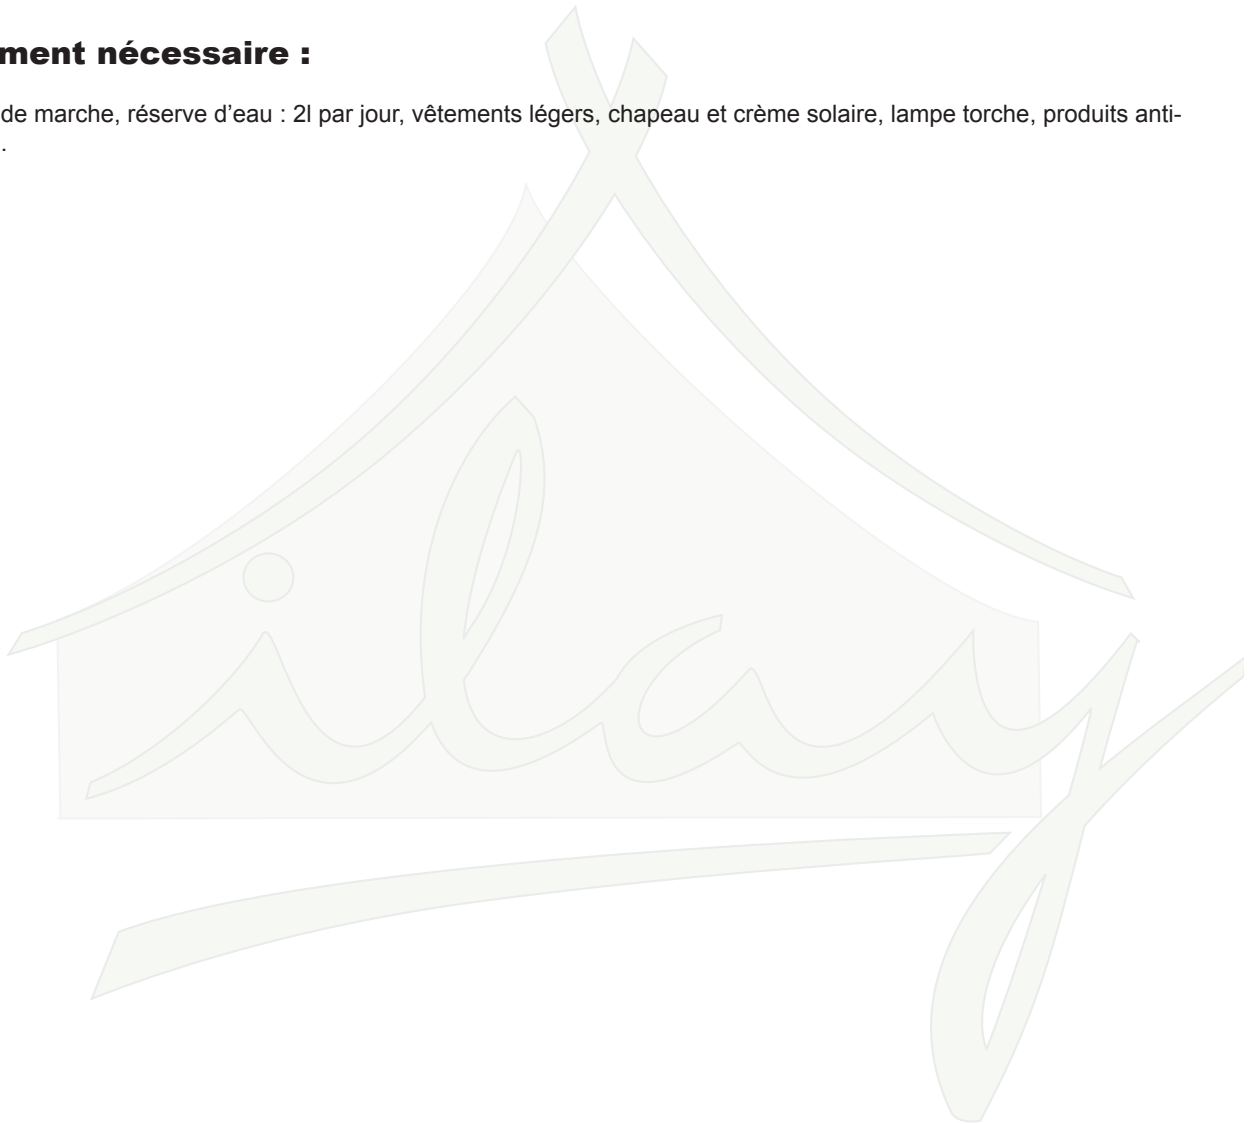 ment nécessaire :
de marche, réserve d’eau : 2l par jour, vêtements légers, chapeau et crème solaire, lampe torche, produits anti-
.
ilay